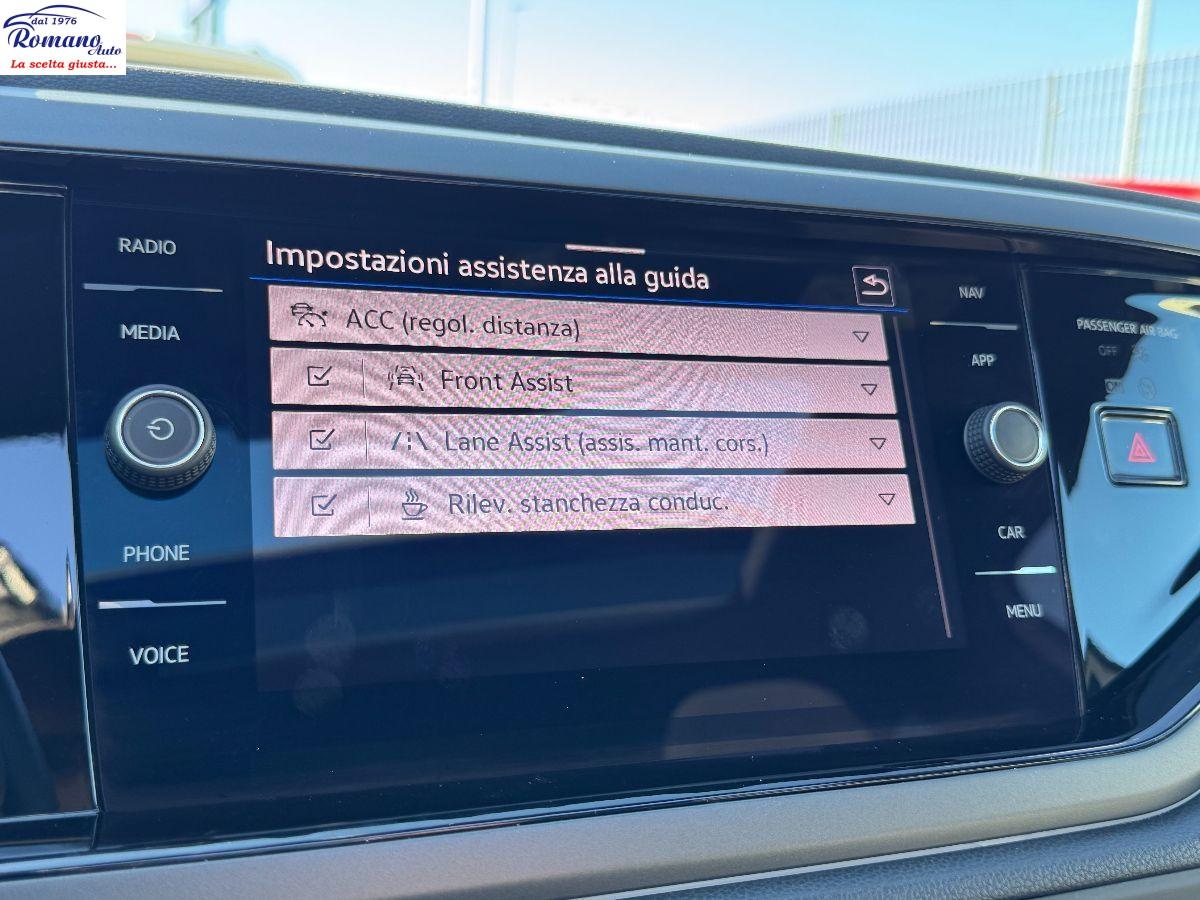 dal 1976
Romano
Auto
La scelta giusta...
RADIO
MEDIA
PHONE
VOICE
Impostazioni assistenza alla guida
ACC (regol. distanza)
Front Assist
Lane Assist (assis. mant. cors.)
Rilev. stanchezza conduc.
NAV
APP
CAR
MENU
PASSENGER AIR BAG
OFF
ON